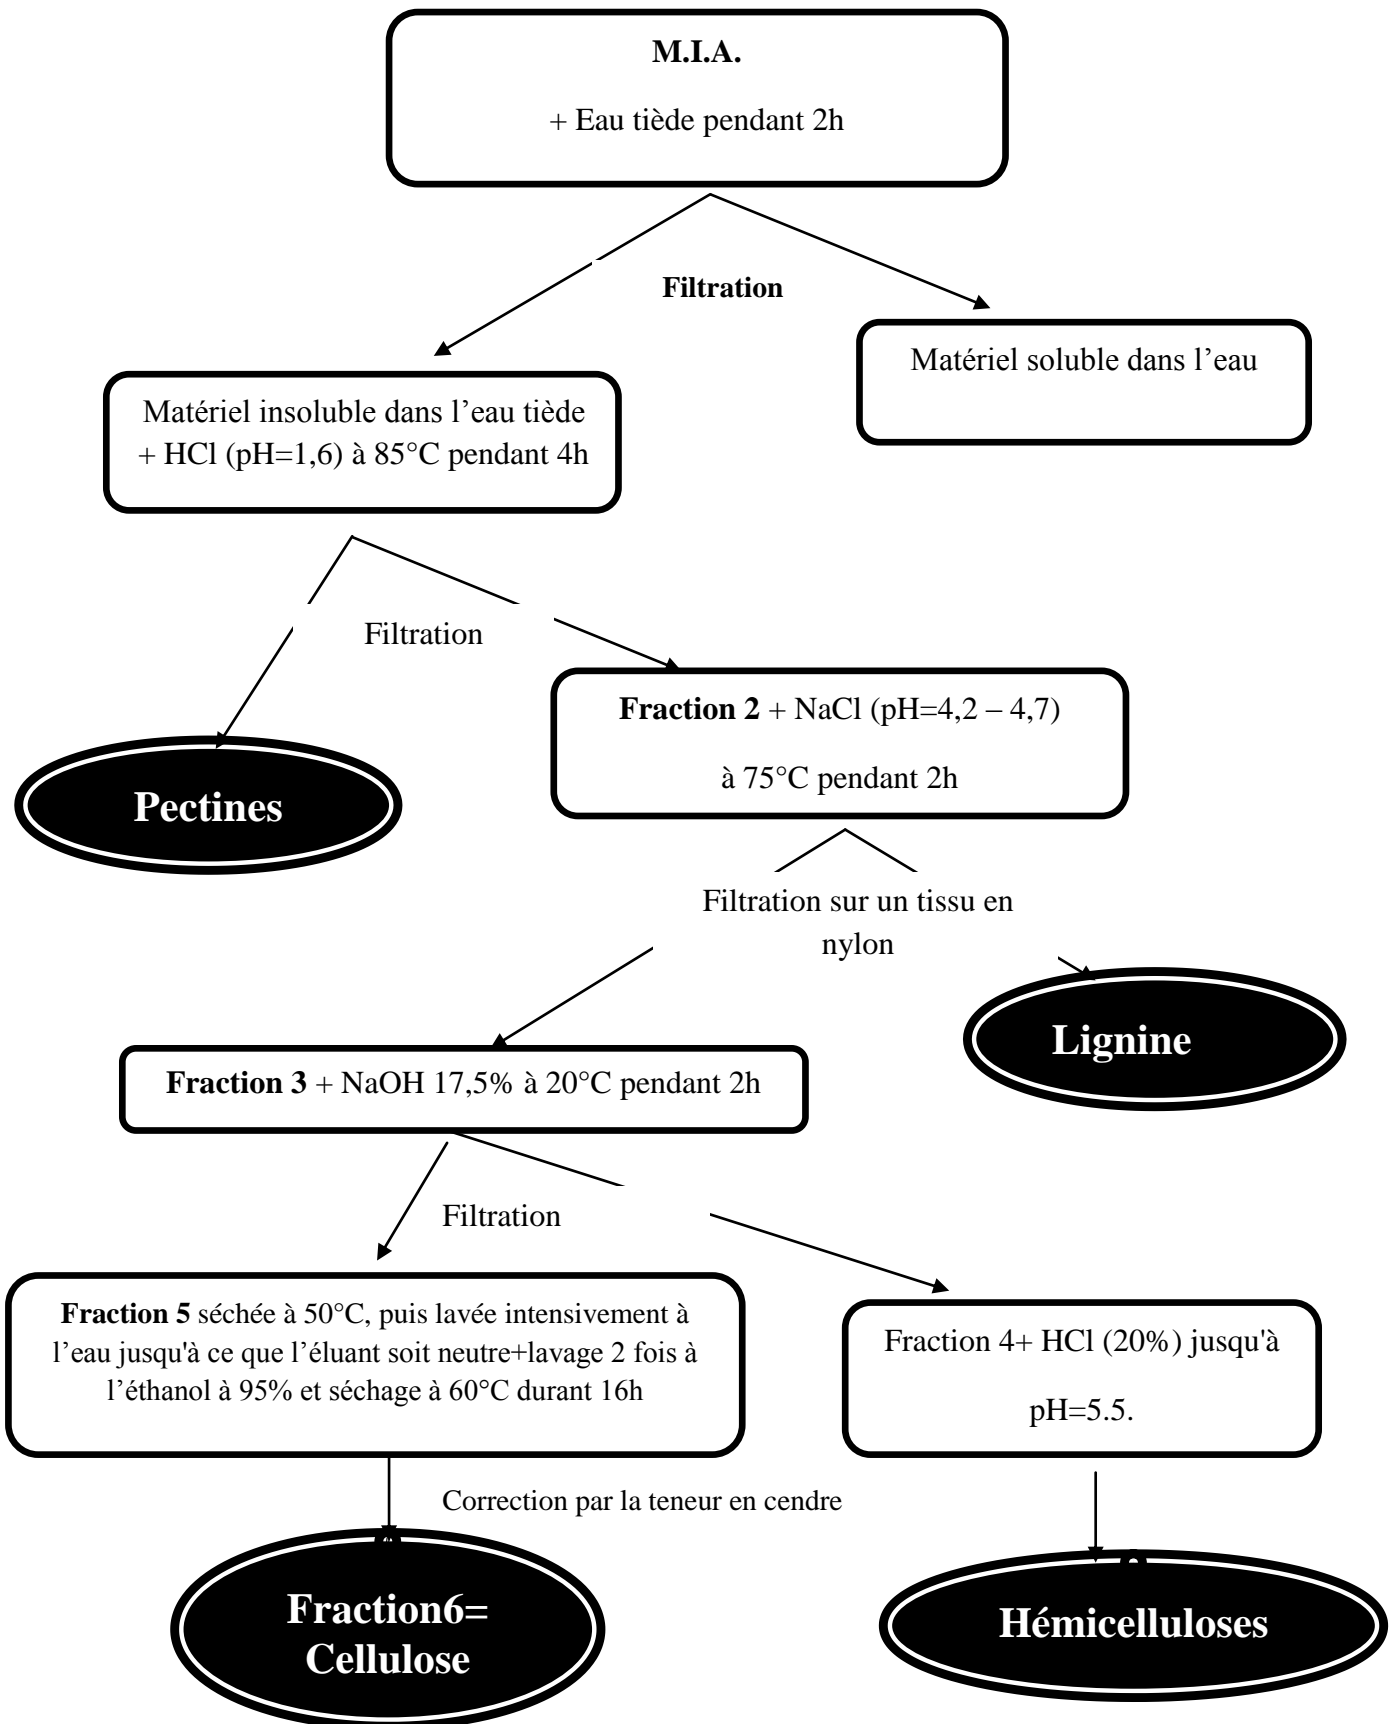 M.I.A.
+ Eau tiède pendant 2h
Filtration
Matériel soluble dans l’eau
Matériel insoluble dans l’eau tiède
+ HCl (pH=1,6) à 85°C pendant 4h
Filtration
Fraction 2 + NaCl (pH=4,2 – 4,7)
à 75°C pendant 2h
Pectines
Filtration sur un tissu en
nylon
Lignine
Fraction 3 + NaOH 17,5% à 20°C pendant 2h
Filtration
Fraction 5 séchée à 50°C, puis lavée intensivement à
l’eau jusqu'à ce que l’éluant soit neutre+lavage 2 fois à
l’éthanol à 95% et séchage à 60°C durant 16h
Fraction 4+ HCl (20%) jusqu'à
pH=5.5.
Correction par la teneur en cendre
Fraction6=
Cellulose
Hémicelluloses